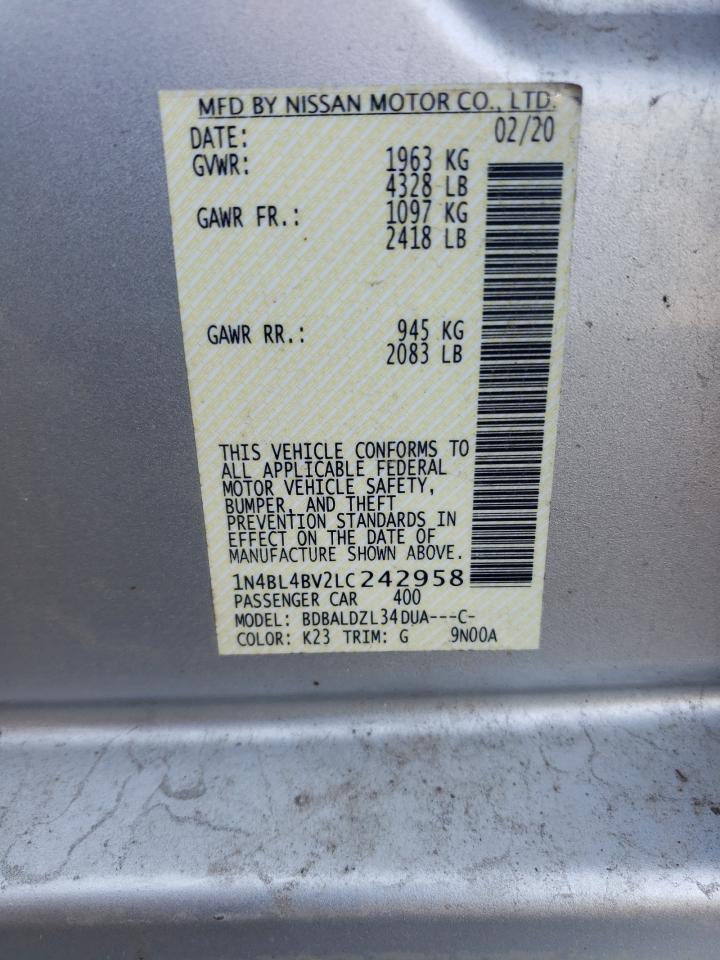 MFD BY NISSAN MOTOR CO., LTD.
DATE: 02/20
GVWR: 1963 KG
4328 LB
GAWR FR.: 1097 KG
2418 LB
GAWR RR.: 945 KG
2083 LB
THIS VEHICLE CONFORMS TO
ALL APPLICABLE FEDERAL
MOTOR VEHICLE SAFETY,
BUMPER, AND THEFT
PREVENTION STANDARDS IN
EFFECT ON THE DATE OF
MANUFACTURE SHOWN ABOVE.
1N4BL4BV2LC242958
PASSENGER CAR 400
MODEL: BDBALDZL34DUA---C-
COLOR: K23 TRIM: G 9N00A